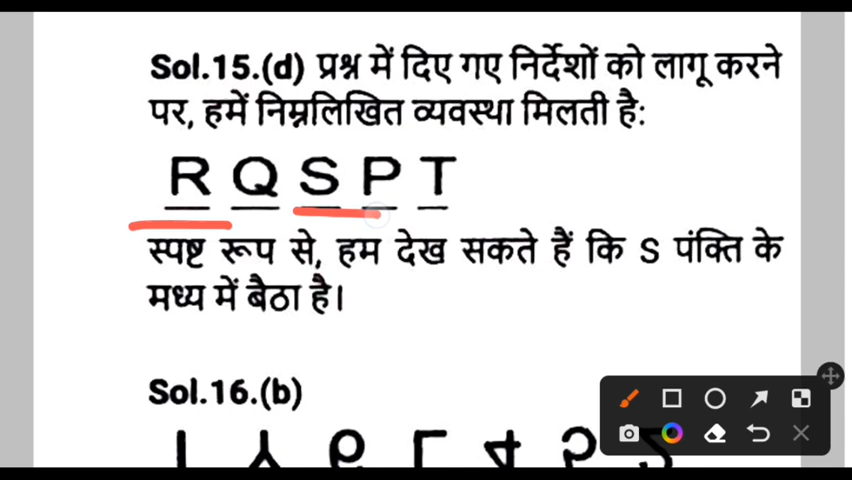 Sol.15.(d) प्रश्न में दिए गए निर्देशों को लागू करने
पर, हमें निम्नलिखित व्यवस्था मिलती है:
R Q S P T
स्पष्ट रूप से, हम देख सकते हैं कि S पंक्ति के
मध्य में बैठा है।
Sol.16.(b)